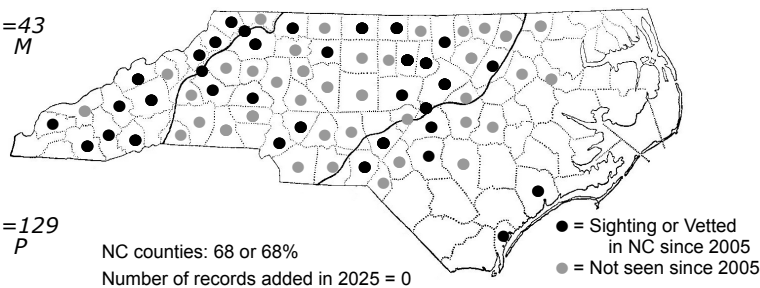 =43
M
=129
P
NC counties: 68 or 68%
Number of records added in 2025 = 0
= Sighting or Vetted
in NC since 2005
= Not seen since 2005